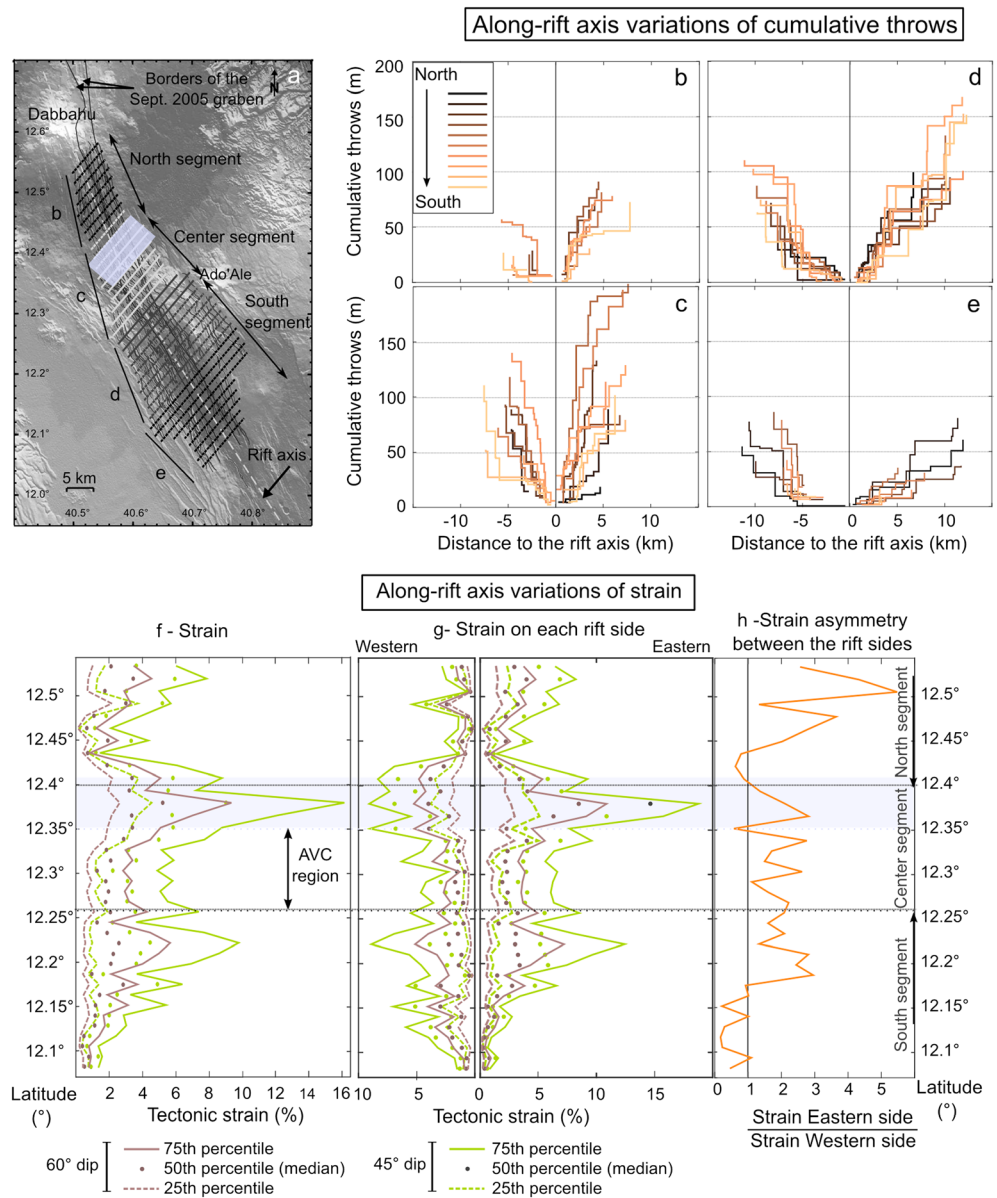 Along-rift axis variations of cumulative throws
a
N
Borders of the
Sept. 2005 graben
Dabbahu
North segment
Center segment
Ado'Ale
South
segment
Rift axis
b
c
d
e
5 km
12.6°
12.5°
12.4°
12.3°
12.2°
12.1°
12.0°
40.5°
40.6°
40.7°
40.8°
b
North
South
Cumulative throws (m)
200
150
100
50
0
d
c
Cumulative throws (m)
150
100
50
0
-10
-5
0
5
10
Distance to the rift axis (km)
e
-10
-5
0
5
10
Distance to the rift axis (km)
Along-rift axis variations of strain
f - Strain
g- Strain on each rift side
Western
Eastern
h -Strain asymmetry
between the rift sides
12.5°
12.45°
12.4°
12.35°
12.3°
12.25°
12.2°
12.15°
12.1°
Latitude
(°)
AVC
region
0 2 4 6 8 10 12 14 16
Tectonic strain (%)
10 5
Tectonic strain (%)
0 5 10 15
Tectonic strain (%)
North segment
Center segment
South segment
12.5°
12.45°
12.4°
12.35°
12.3°
12.25°
12.2°
12.15°
12.1°
Latitude
(°)
0 1 2 3 4 5
Strain Eastern side
Strain Western side
60° dip
75th percentile
50th percentile (median)
25th percentile
45° dip
75th percentile
50th percentile (median)
25th percentile